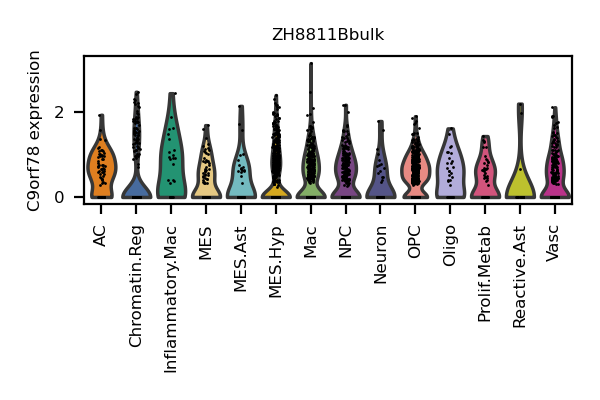 ZH8811Bbulk
C9orf78 expression
2
0
AC
Chromatin.Reg
Inflammatory.Mac
MES
MES.Ast
MES.Hyp
Mac
NPC
Neuron
OPC
Oligo
Prolif.Metab
Reactive.Ast
Vasc